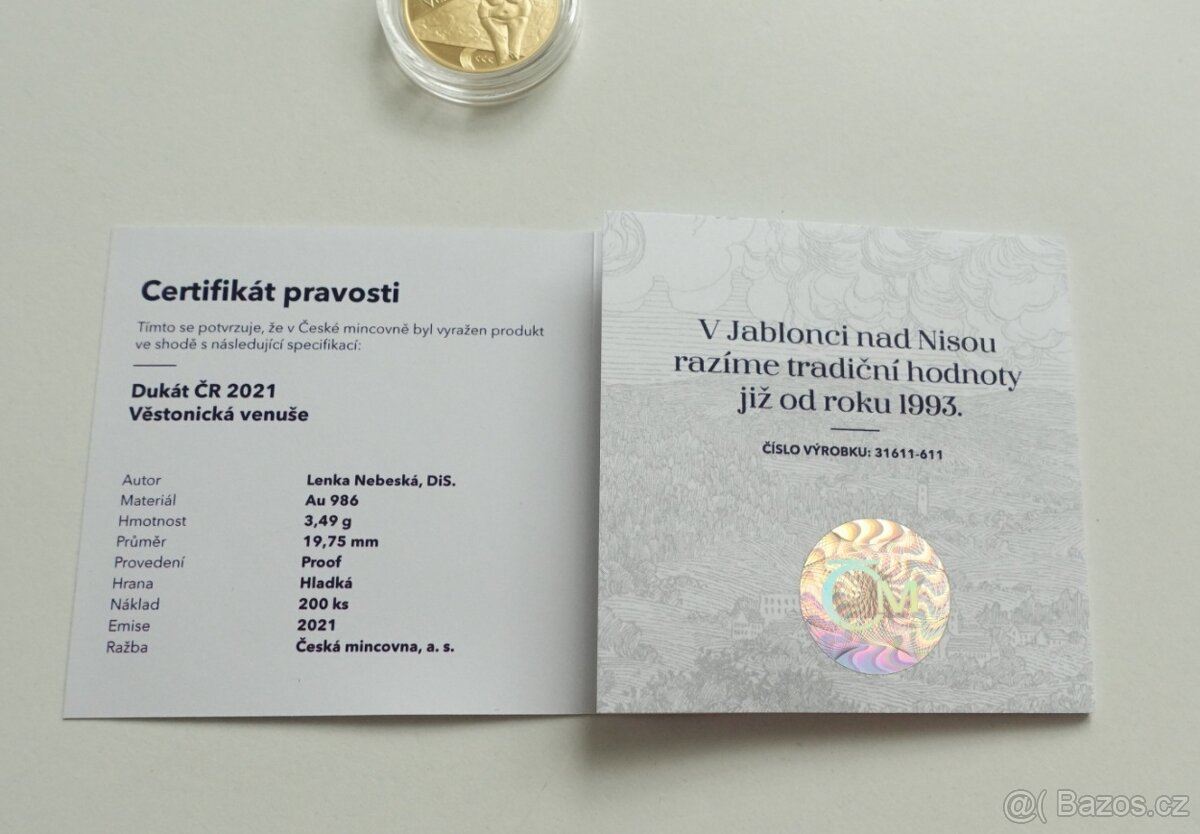 Certifikát pravosti
Tímto se potvrzuje, že v České mincovně byl vyražen produkt
ve shodě s následující specifikací:
Dukát ČR 2021
Věstonická venuše
Autor Lenka Nebeská, DiS.
Materiál Au 986
Hmotnost 3,49 g
Průměr 19,75 mm
Provedení Proof
Hrana Hladká
Náklad 200 ks
Emise 2021
Ražba Česká mincovna, a. s.
V Jablonci nad Nisou
razíme tradiční hodnoty
již od roku 1993.
ČÍSLO VÝROBKU: 31611-611
ČM
@( Bazos.cz